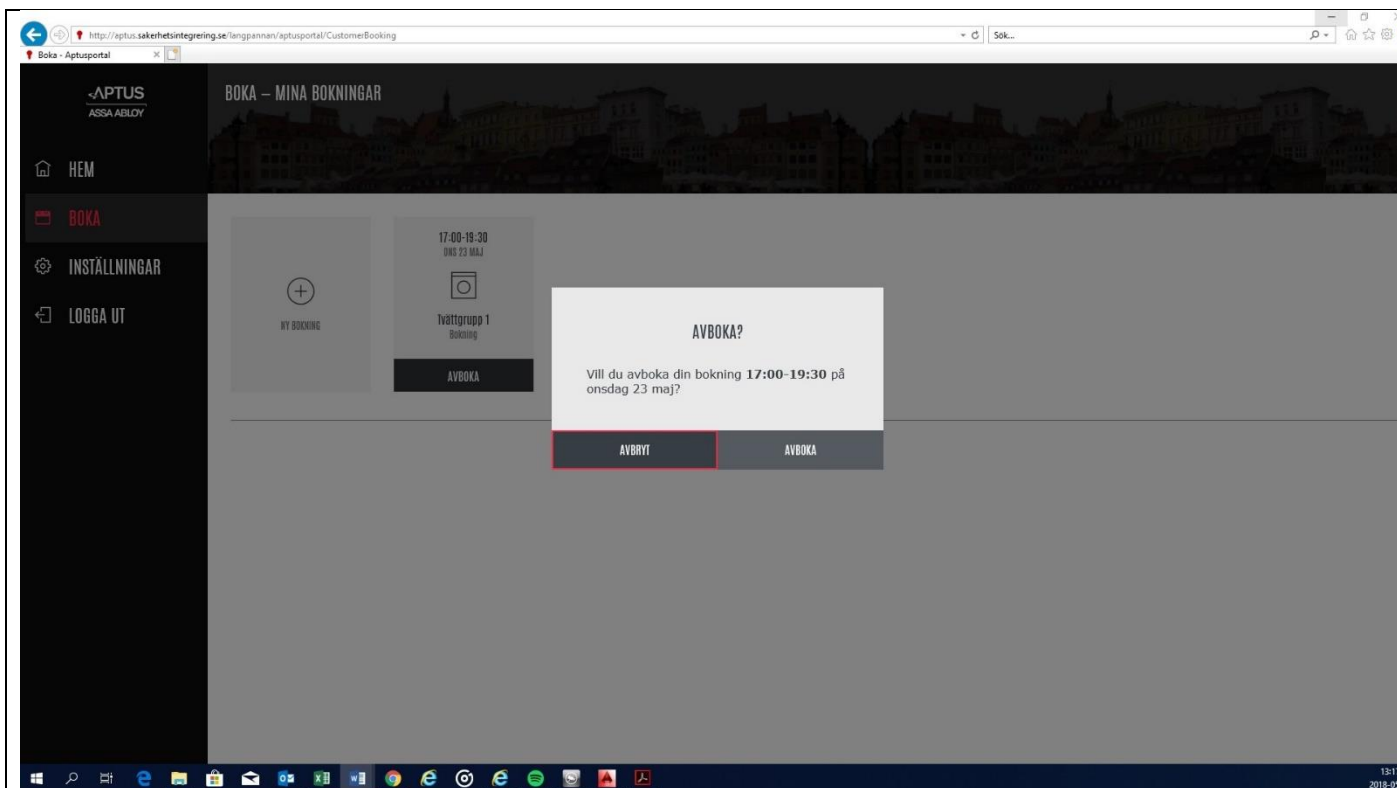 http://aptus.sakerhetsintegrering.se/langpannan/aptusportal/CustomerBooking
Sök...
Boka - Aptusportal
APTUS
ASSA ABLOY
BOKA – MINA BOKNINGAR
HEM
BOKA
INSTÄLLNINGAR
LOGGA UT
NY BOKNING
17:00-19:30
ONS 23 MAJ
Tvättgrupp 1
Bokning
AVBOKA
AVBOKA?
Vill du avboka din bokning 17:00-19:30 på
onsdag 23 maj?
AVBRYT
AVBOKA